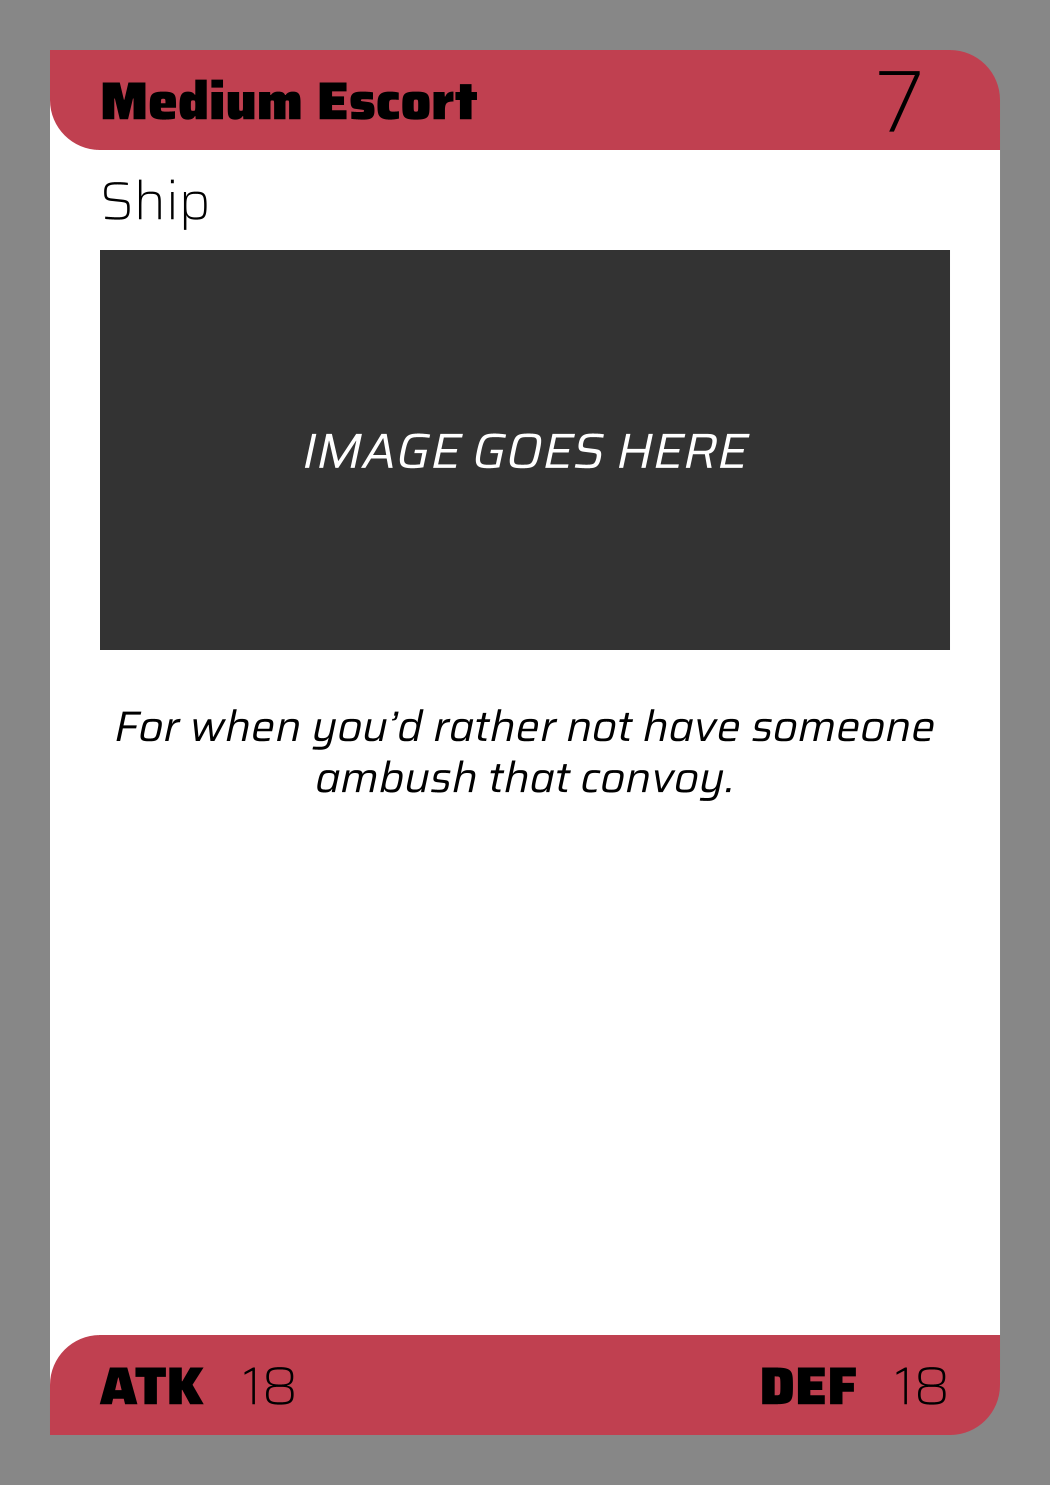 Medium Escort 7
Ship
IMAGE GOES HERE
For when you’d rather not have someone
ambush that convoy.
ATK 18 DEF 18